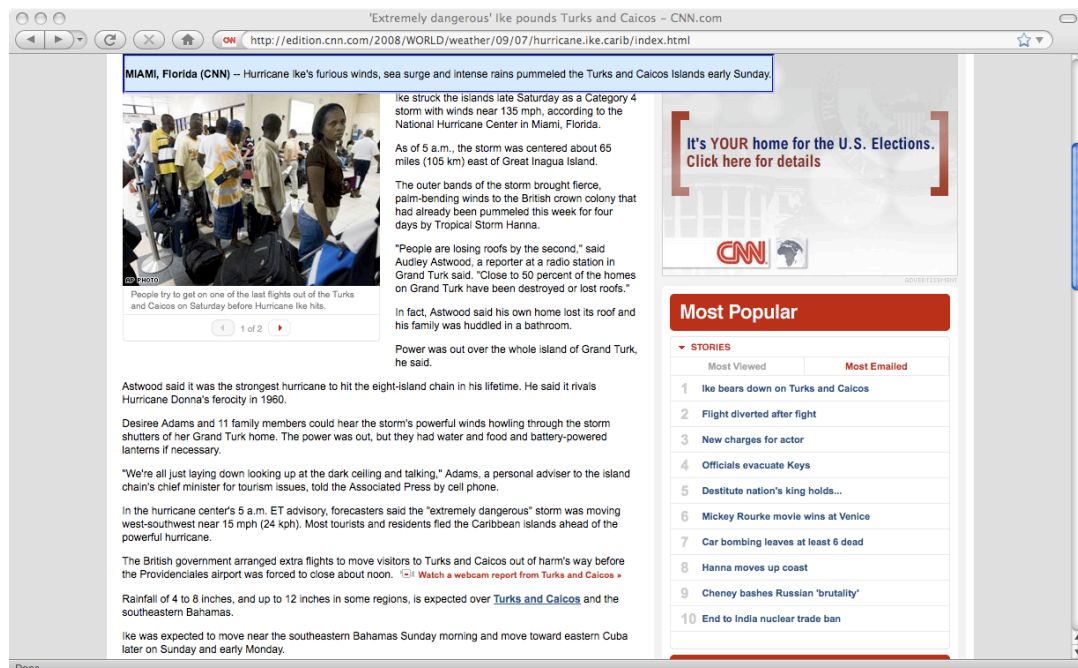 'Extremely dangerous' Ike pounds Turks and Caicos – CNN.com
CNN http://edition.cnn.com/2008/WORLD/weather/09/07/hurricane.ike.carib/index.html
MIAMI, Florida (CNN) -- Hurricane Ike's furious winds, sea surge and intense rains pummeled the Turks and Caicos Islands early Sunday.
Ike struck the islands late Saturday as a Category 4
storm with winds near 135 mph, according to the
National Hurricane Center in Miami, Florida.
As of 5 a.m., the storm was centered about 65
miles (105 km) east of Great Inagua Island.
The outer bands of the storm brought fierce,
palm-bending winds to the British crown colony that
had already been pummeled this week for four
days by Tropical Storm Hanna.
"People are losing roofs by the second," said
Audley Astwood, a reporter at a radio station in
Grand Turk said. "Close to 50 percent of the homes
on Grand Turk have been destroyed or lost roofs."
In fact, Astwood said his own home lost its roof and
his family was huddled in a bathroom.
Power was out over the whole island of Grand Turk,
he said.
AP PHOTO
People try to get on one of the last flights out of the Turks
and Caicos on Saturday before Hurricane Ike hits.
1 of 2
Astwood said it was the strongest hurricane to hit the eight-island chain in his lifetime. He said it rivals
Hurricane Donna's ferocity in 1960.
Desiree Adams and 11 family members could hear the storm's powerful winds howling through the storm
shutters of her Grand Turk home. The power was out, but they had water and food and battery-powered
lanterns if necessary.
"We're all just laying down looking up at the dark ceiling and talking," Adams, a personal adviser to the island
chain's chief minister for tourism issues, told the Associated Press by cell phone.
In the hurricane center's 5 a.m. ET advisory, forecasters said the "extremely dangerous" storm was moving
west-southwest near 15 mph (24 kph). Most tourists and residents fled the Caribbean islands ahead of the
powerful hurricane.
The British government arranged extra flights to move visitors to Turks and Caicos out of harm's way before
the Providenciales airport was forced to close about noon. Watch a webcam report from Turks and Caicos »
Rainfall of 4 to 8 inches, and up to 12 inches in some regions, is expected over Turks and Caicos and the
southeastern Bahamas.
Ike was expected to move near the southeastern Bahamas Sunday morning and move toward eastern Cuba
later on Sunday and early Monday.
It's YOUR home for the U.S. Elections.
Click here for details
CNN
ADVERTISEMENT
Most Popular
STORIES
Most Viewed Most Emailed
1 Ike bears down on Turks and Caicos
2 Flight diverted after fight
3 New charges for actor
4 Officials evacuate Keys
5 Destitute nation's king holds...
6 Mickey Rourke movie wins at Venice
7 Car bombing leaves at least 6 dead
8 Hanna moves up coast
9 Cheney bashes Russian 'brutality'
10 End to India nuclear trade ban
Done